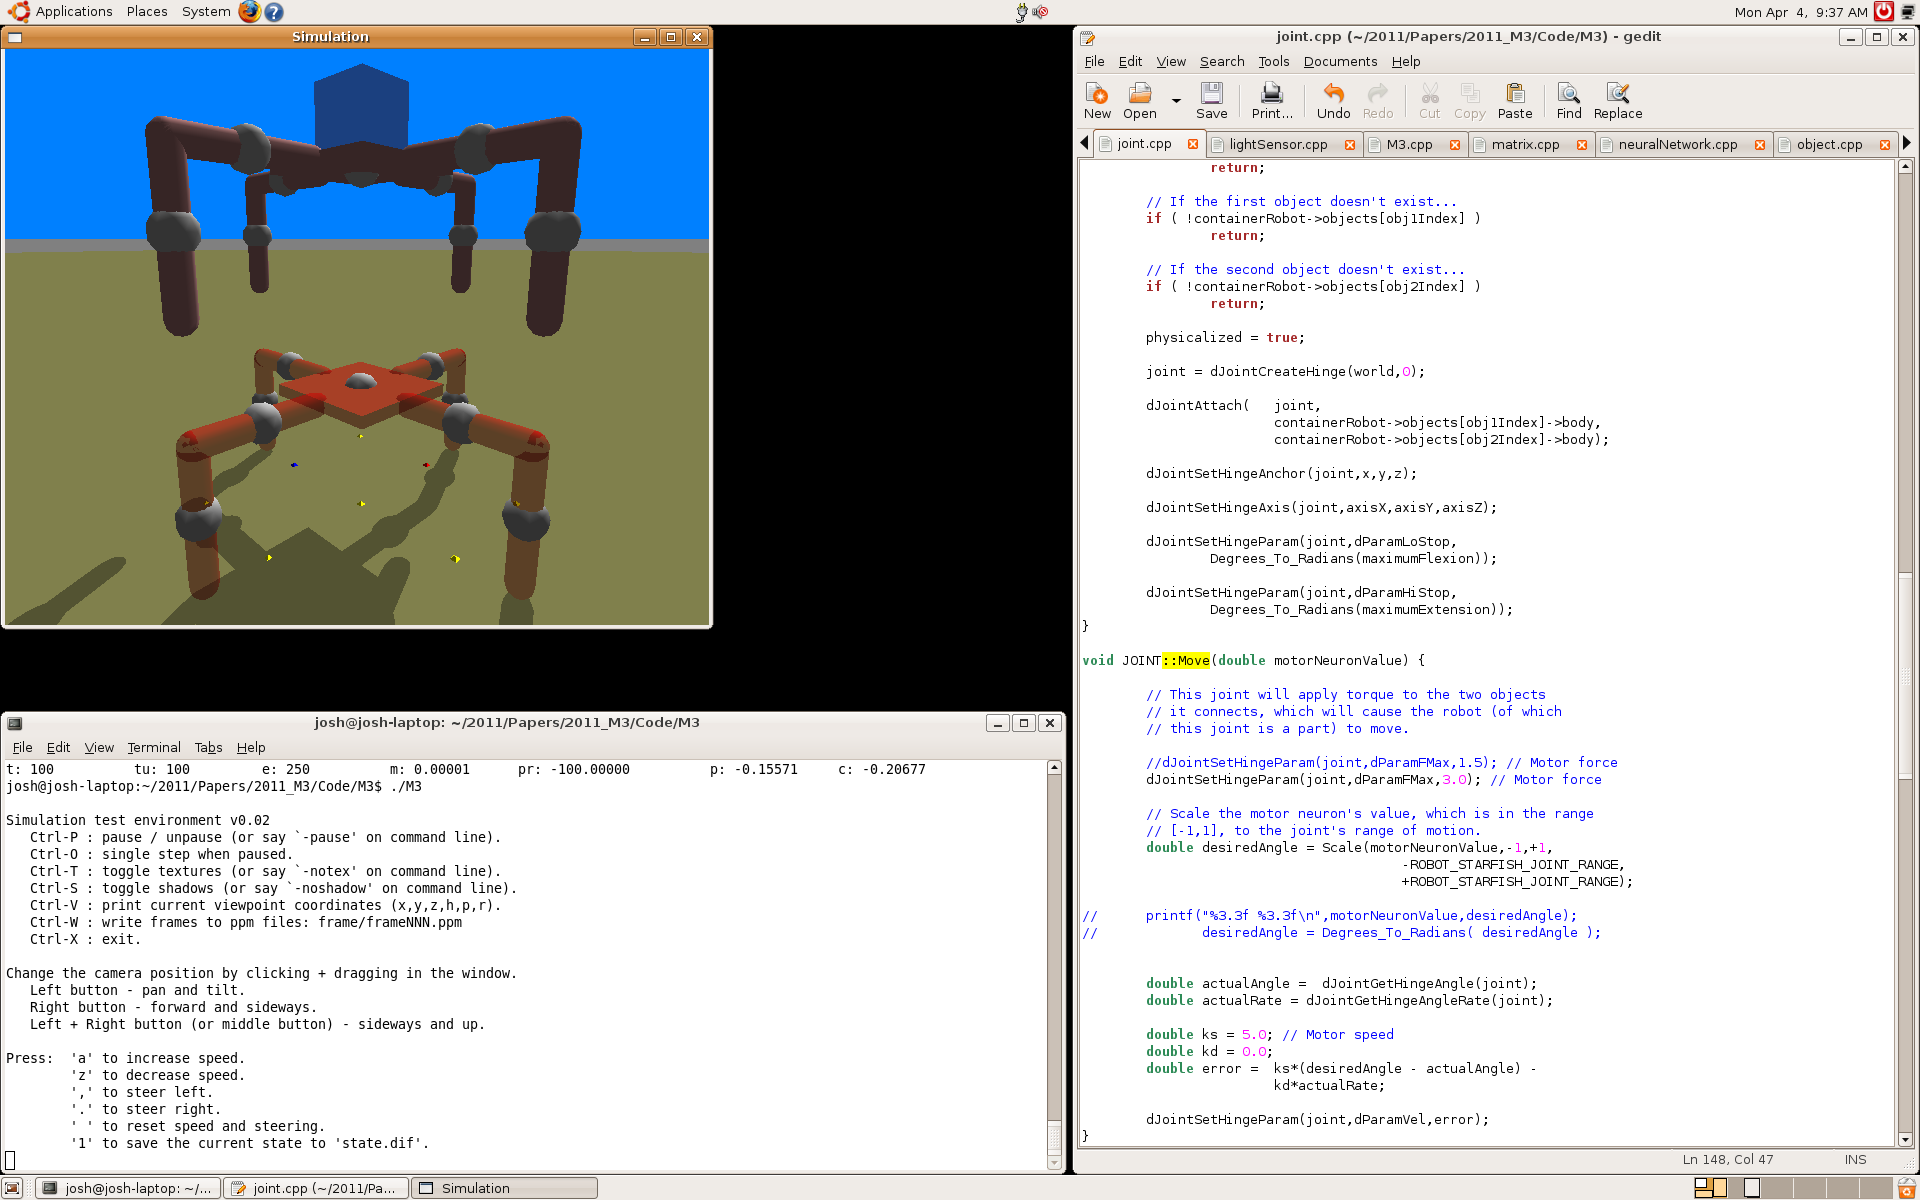 Applications Places System
Mon Apr 4, 9:37 AM
Simulation
joint.cpp (~/2011/Papers/2011_M3/Code/M3) - gedit
File Edit View Search Tools Documents Help
New Open Save Print... Undo Redo Cut Copy Paste Find Replace
joint.cpp lightSensor.cpp M3.cpp matrix.cpp neuralNetwork.cpp object.cpp
return;
// If the first object doesn't exist...
if ( !containerRobot->objects[obj1Index] )
return;
// If the second object doesn't exist...
if ( !containerRobot->objects[obj2Index] )
return;
physicalized = true;
joint = dJointCreateHinge(world,0);
dJointAttach( joint,
containerRobot->objects[obj1Index]->body,
containerRobot->objects[obj2Index]->body);
dJointSetHingeAnchor(joint,x,y,z);
dJointSetHingeAxis(joint,axisX,axisY,axisZ);
dJointSetHingeParam(joint,dParamLoStop,
Degrees_To_Radians(maximumFlexion));
dJointSetHingeParam(joint,dParamHiStop,
Degrees_To_Radians(maximumExtension));
}
void JOINT::Move(double motorNeuronValue) {
// This joint will apply torque to the two objects
// it connects, which will cause the robot (of which
// this joint is a part) to move.
//dJointSetHingeParam(joint,dParamFMax,1.5); // Motor force
dJointSetHingeParam(joint,dParamFMax,3.0); // Motor force
// Scale the motor neuron's value, which is in the range
// [-1,1], to the joint's range of motion.
double desiredAngle = Scale(motorNeuronValue,-1,+1,
-ROBOT_STARFISH_JOINT_RANGE,
+ROBOT_STARFISH_JOINT_RANGE);
// printf("%3.3f %3.3f\n",motorNeuronValue,desiredAngle);
// desiredAngle = Degrees_To_Radians( desiredAngle );
double actualAngle = dJointGetHingeAngle(joint);
double actualRate = dJointGetHingeAngleRate(joint);
double ks = 5.0; // Motor speed
double kd = 0.0;
double error = ks*(desiredAngle - actualAngle) -
kd*actualRate;
dJointSetHingeParam(joint,dParamVel,error);
}
Ln 148, Col 47 INS
josh@josh-laptop: ~/2011/Papers/2011_M3/Code/M3
File Edit View Terminal Tabs Help
t: 100 tu: 100 e: 250 m: 0.00001 pr: -100.00000 p: -0.15571 c: -0.20677
josh@josh-laptop:~/2011/Papers/2011_M3/Code/M3$ ./M3
Simulation test environment v0.02
Ctrl-P : pause / unpause (or say `-pause' on command line).
Ctrl-O : single step when paused.
Ctrl-T : toggle textures (or say `-notex' on command line).
Ctrl-S : toggle shadows (or say `-noshadow' on command line).
Ctrl-V : print current viewpoint coordinates (x,y,z,h,p,r).
Ctrl-W : write frames to ppm files: frame/frameNNN.ppm
Ctrl-X : exit.
Change the camera position by clicking + dragging in the window.
Left button - pan and tilt.
Right button - forward and sideways.
Left + Right button (or middle button) - sideways and up.
Press: 'a' to increase speed.
'z' to decrease speed.
',' to steer left.
'.' to steer right.
' ' to reset speed and steering.
'1' to save the current state to 'state.dif'.
josh@josh-laptop: ~/... joint.cpp (~/2011/Pa... Simulation